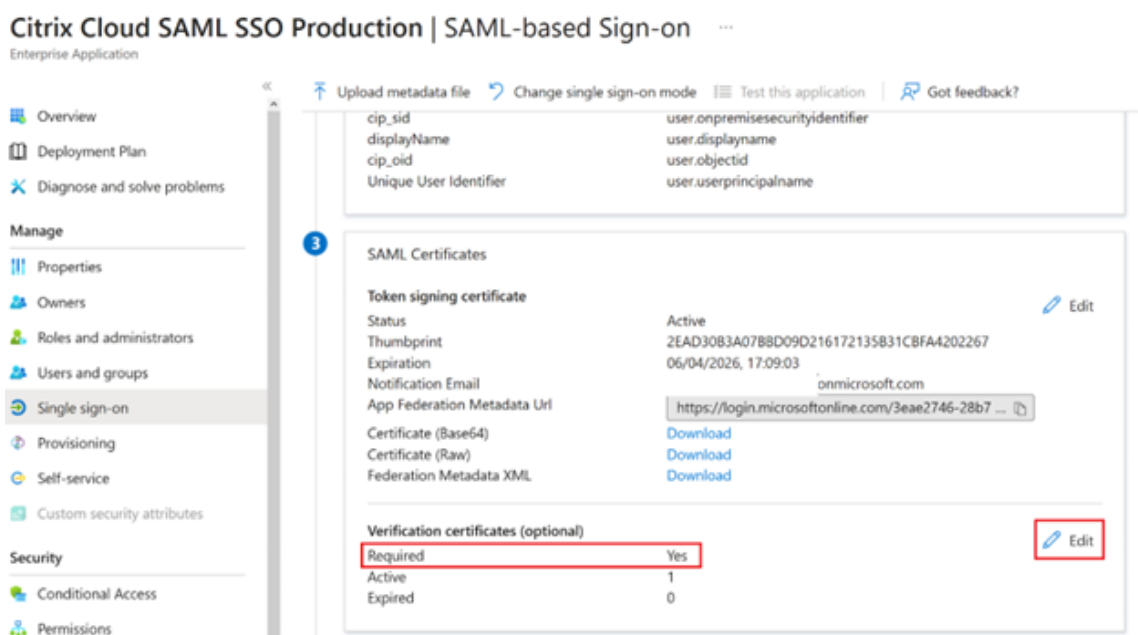 Citrix Cloud SAML SSO Production | SAML-based Sign-on ...
Enterprise Application
Upload metadata file Change single sign-on mode Test this application Got feedback?
Overview
Deployment Plan
Diagnose and solve problems
Manage
Properties
Owners
Roles and administrators
Users and groups
Single sign-on
Provisioning
Self-service
Custom security attributes
Security
Conditional Access
Permissions
cip_sid user.onpremisesecurityidentifier
displayName user.displayname
cip_oid user.objectid
Unique User Identifier user.userprincipalname
3
SAML Certificates
Token signing certificate
Edit
Status Active
Thumbprint 2EAD30B3A07BBD09D216172135B31CBFA4202267
Expiration 06/04/2026, 17:09:03
Notification Email onmicrosoft.com
App Federation Metadata Url https://login.microsoftonline.com/3eae2746-28b7 ...
Certificate (Base64) Download
Certificate (Raw) Download
Federation Metadata XML Download
Verification certificates (optional)
Edit
Required Yes
Active 1
Expired 0